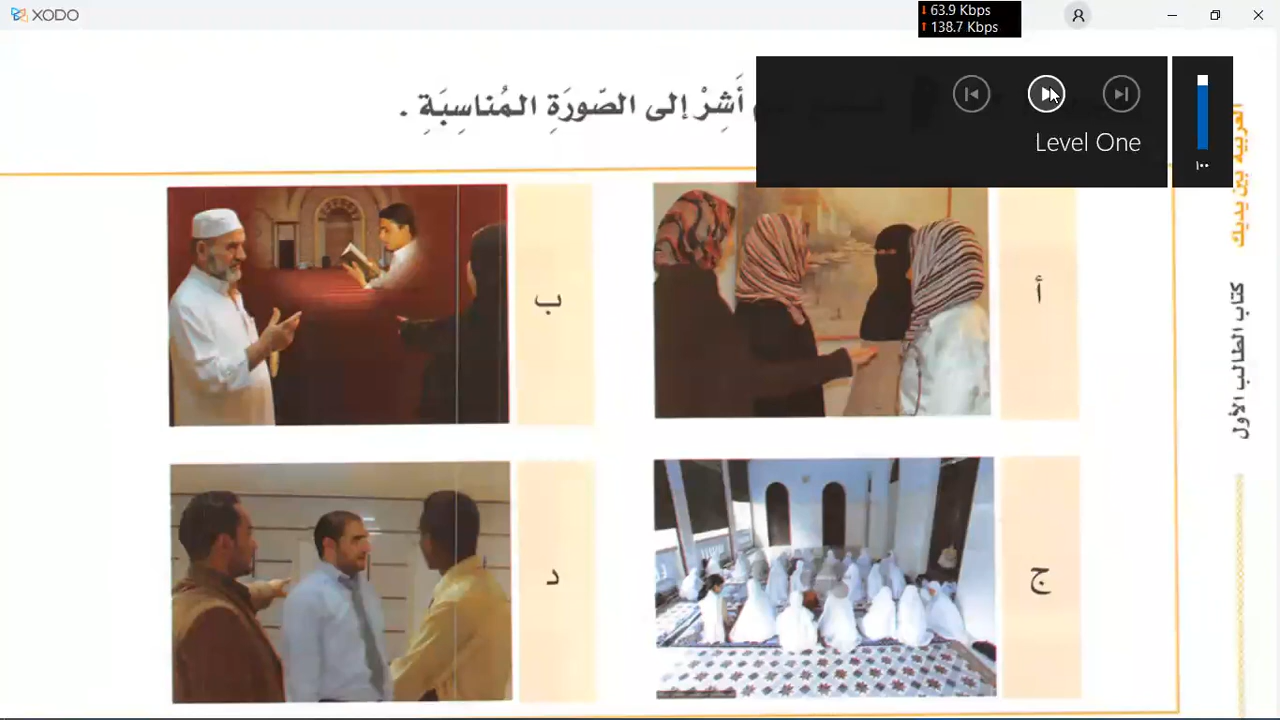 XODO
63.9 Kbps
138.7 Kbps
أَشِرْ إلى الصّورَةِ المُناسِبَةِ .
Level One
١٠٠
العربية بين يديك
كتاب الطالب الأول
أ
ب
ج
د